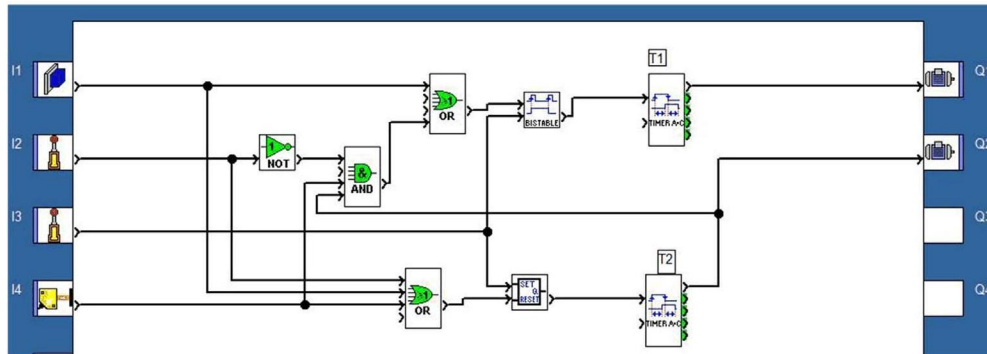 T1
I1
Q1
OR
BISTABLE
TIMER A•C
I2
Q2
NOT
AND
I3
Q3
T2
I4
Q4
SET
Q
RESET
OR
TIMER A•C